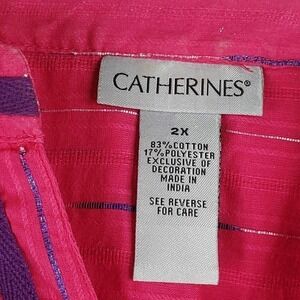 CATHERINES®
2X
83% COTTON
17% POLYESTER
EXCLUSIVE OF
DECORATION
MADE IN
INDIA
SEE REVERSE
FOR CARE